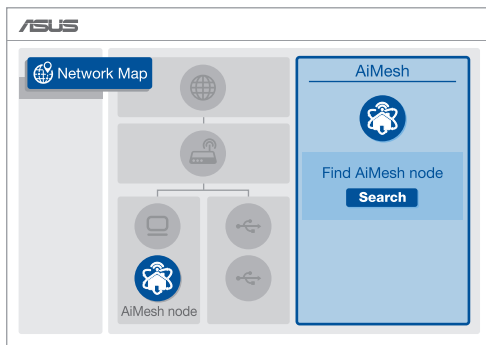 ASUS
Network Map
AiMesh
Find AiMesh node
Search
AiMesh node